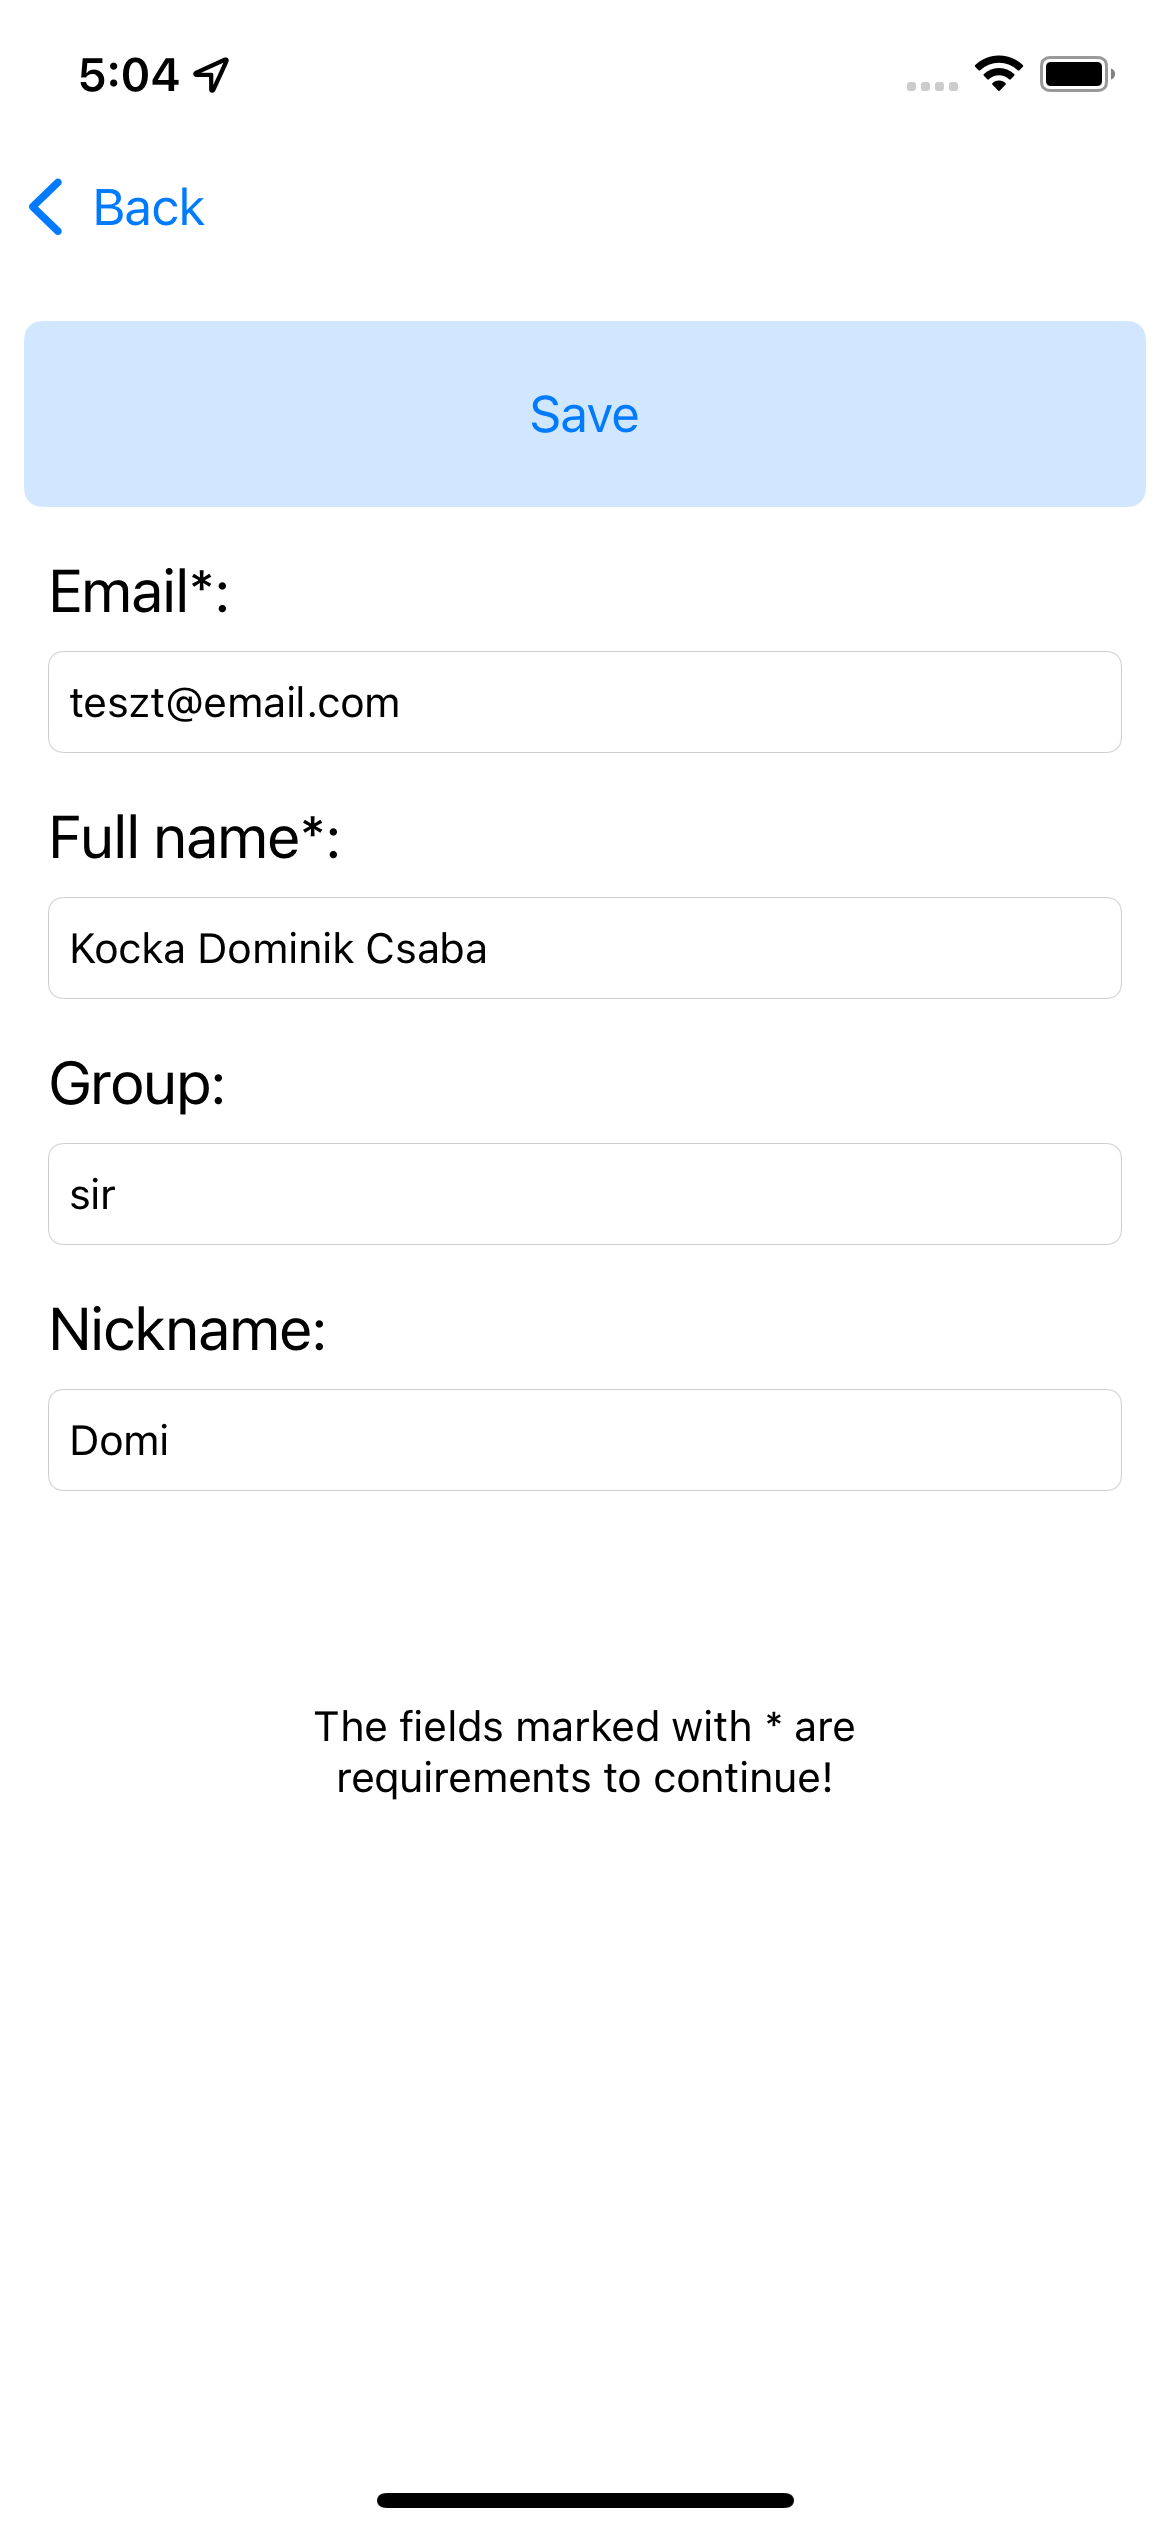 5:04
Back
Save
Email*:
teszt@email.com
Full name*:
Kocka Dominik Csaba
Group:
sir
Nickname:
Domi
The fields marked with * are
requirements to continue!